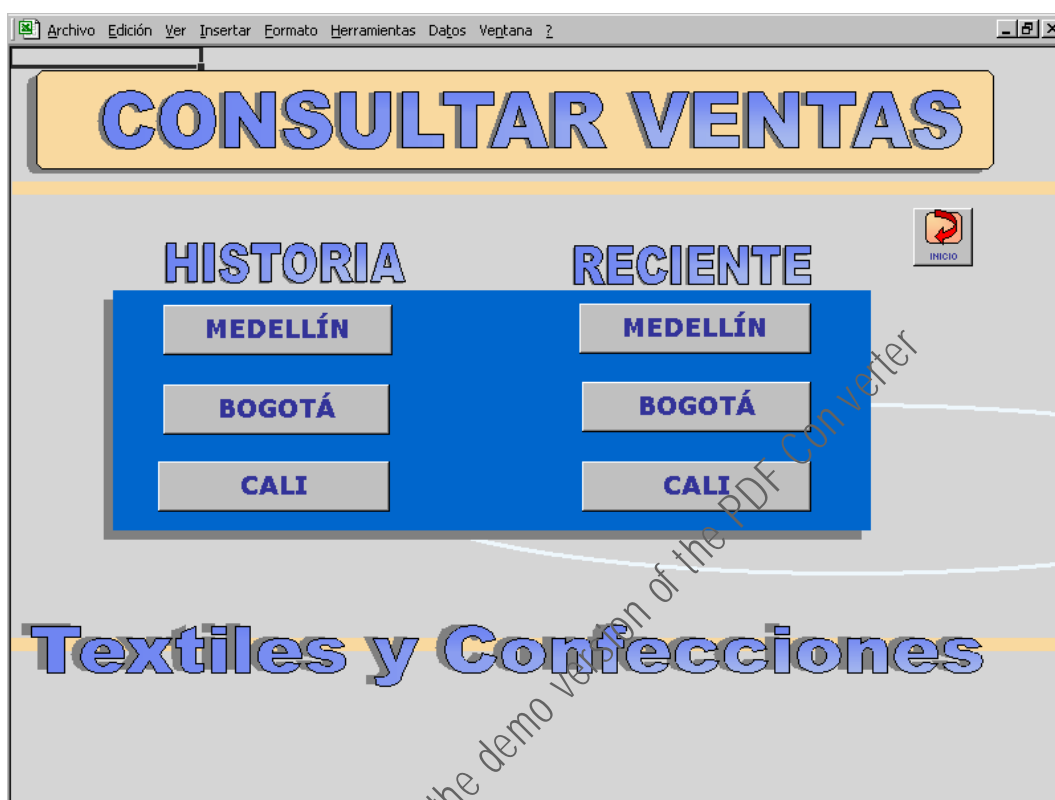 Archivo Edición Ver Insertar Formato Herramientas Datos Ventana ?
CONSULTAR VENTAS
INICIO
HISTORIA RECIENTE
MEDELLÍN MEDELLÍN
BOGOTÁ BOGOTÁ
CALI CALI
Textiles y Confecciones
the demo version of the PDF Converter